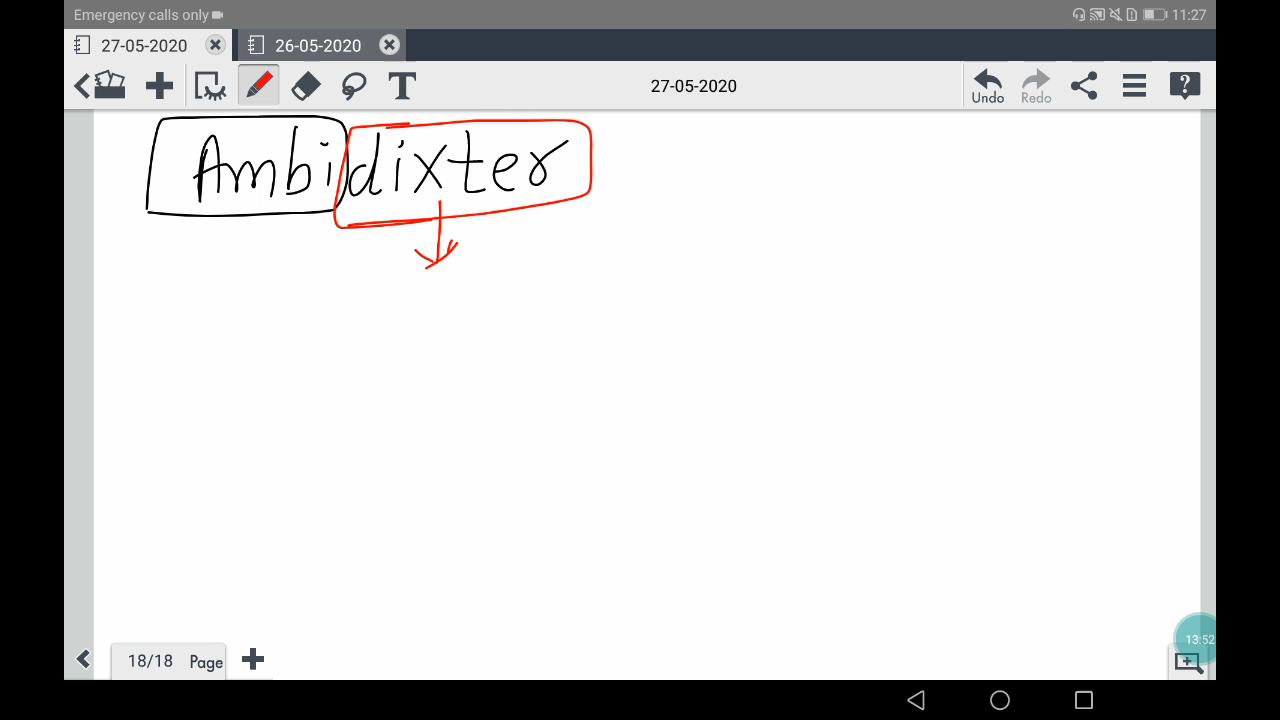 Emergency calls only 11:27
27-05-2020 26-05-2020
T 27-05-2020 Undo Redo ?
Ambidixter
13:52
18/18 Page